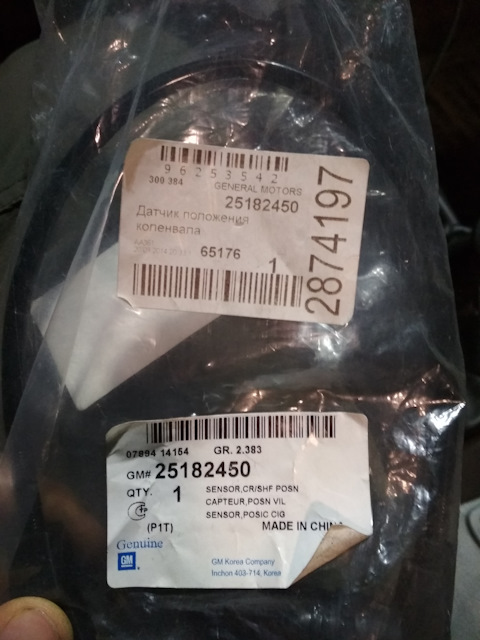 96253542
300 384
GENERAL MOTORS
25182450
Датчик положения
коленвала
65176
1
2874197
07894 14154 GR. 2.383
GM# 25182450
QTY. 1
SENSOR,CR/SHF POSN
CAPTEUR,POSN VIL
SENSOR,POSIC CIG
(P1T)
MADE IN CHINA
Genuine
GM
GM Korea Company
Inchon 403-714, Korea